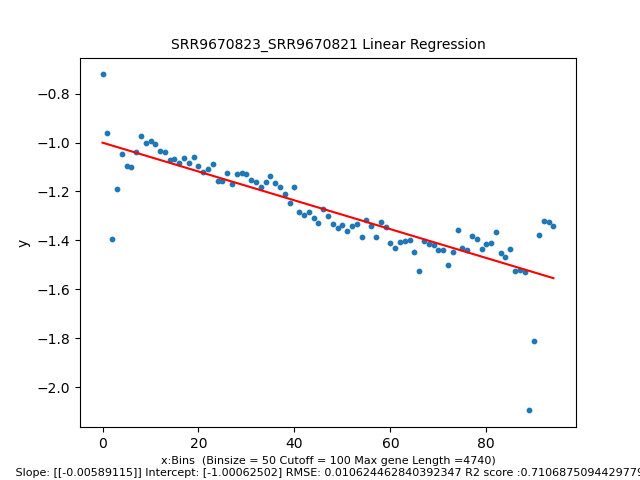 SRR9670823_SRR9670821 Linear Regression
−0.8
−1.0
−1.2
−1.4
−1.6
−1.8
−2.0
y
0 20 40 60 80
x:Bins (Binsize = 50 Cutoff = 100 Max gene Length =4740)
Slope: [[-0.00589115]] Intercept: [-1.00062502] RMSE: 0.010624462840392347 R2 score :0.7106875094429779